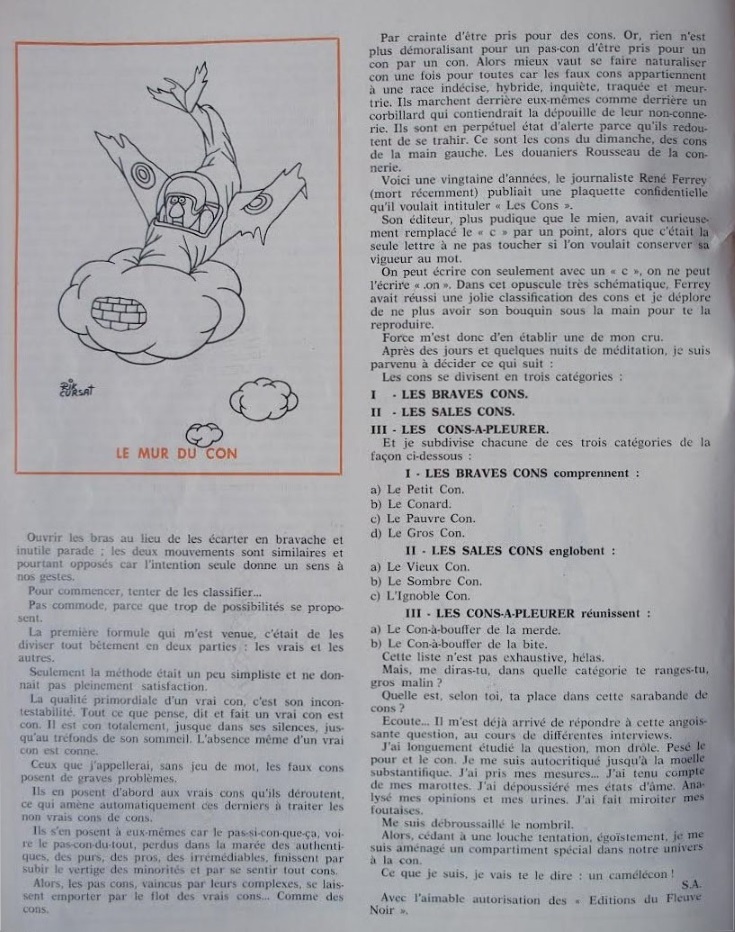 RIK
CURSAT
LE MUR DU CON
Ouvrir les bras au lieu de les écarter en bravache et
inutile parade ; les deux mouvements sont similaires et
pourtant opposés car l'intention seule donne un sens à
nos gestes.
Pour commencer, tenter de les classifier...
Pas commode, parce que trop de possibilités se propo-
sent.
La première formule qui m'est venue, c'était de les
diviser tout bêtement en deux parties : les vrais et les
autres.
Seulement la méthode était un peu simpliste et ne don-
nait pas pleinement satisfaction.
La qualité primordiale d'un vrai con, c'est son incon-
testabilité. Tout ce que pense, dit et fait un vrai con est
con. Il est con totalement, jusque dans ses silences, jus-
qu'au tréfonds de son sommeil. L'absence même d'un vrai
con est conne.
Ceux que j'appellerai, sans jeu de mot, les faux cons
posent de graves problèmes.
Ils en posent d'abord aux vrais cons qu'ils déroutent,
ce qui amène automatiquement ces derniers à traiter les
non vrais cons de cons.
Ils s'en posent à eux-mêmes car le pas-si-con-que-ça, voi-
re le pas-con-du-tout, perdus dans la marée des authenti-
ques, des purs, des pros, des irrémédiables, finissent par
subir le vertige des minorités et par se sentir tout cons.
Alors, les pas cons, vaincus par leurs complexes, se lais-
sent emporter par le flot des vrais cons... Comme des
cons.
Par crainte d'être pris pour des cons. Or, rien n'est
plus démoralisant pour un pas-con d'être pris pour un
con par un con. Alors mieux vaut se faire naturaliser
con une fois pour toutes car les faux cons appartiennent
à une race indécise, hybride, inquiète, traquée et meur-
trie. Ils marchent derrière eux-mêmes comme derrière un
corbillard qui contiendrait la dépouille de leur non-conne-
rie. Ils sont en perpétuel état d'alerte parce qu'ils redou-
tent de se trahir. Ce sont les cons du dimanche, des cons
de la main gauche. Les douaniers Rousseau de la con-
nerie.
Voici une vingtaine d'années, le journaliste René Ferrey
(mort récemment) publiait une plaquette confidentielle
qu'il voulait intituler « Les Cons ».
Son éditeur, plus pudique que le mien, avait curieuse-
ment remplacé le « c » par un point, alors que c'était la
seule lettre à ne pas toucher si l'on voulait conserver sa
vigueur au mot.
On peut écrire con seulement avec un « c », on ne peut
l'écrire « .on ». Dans cet opuscule très schématique, Ferrey
avait réussi une jolie classification des cons et je déplore
de ne plus avoir son bouquin sous la main pour te la
reproduire.
Force m'est donc d'en établir une de mon cru.
Après des jours et quelques nuits de méditation, je suis
parvenu à décider ce qui suit :
Les cons se divisent en trois catégories :
I - LES BRAVES CONS.
II - LES SALES CONS.
III - LES CONS-A-PLEURER.
Et je subdivise chacune de ces trois catégories de la
façon ci-dessous :
I - LES BRAVES CONS comprennent :
a) Le Petit Con.
b) Le Conard.
c) Le Pauvre Con.
d) Le Gros Con.
II - LES SALES CONS englobent :
a) Le Vieux Con.
b) Le Sombre Con.
c) L'Ignoble Con.
III - LES CONS-A-PLEURER réunissent :
a) Le Con-à-bouffer de la merde.
b) Le Con-à-bouffer de la bite.
Cette liste n'est pas exhaustive, hélas.
Mais, me diras-tu, dans quelle catégorie te ranges-tu,
gros malin ?
Quelle est, selon toi, ta place dans cette sarabande de
cons ?
Ecoute... Il m'est déjà arrivé de répondre à cette angois-
sante question, au cours de différentes interviews.
J'ai longuement étudié la question, mon drôle. Pesé le
pour et le con. Je me suis autocritiqué jusqu'à la moelle
substantifique. J'ai pris mes mesures... J'ai tenu compte
de mes marottes. J'ai dépoussiéré mes états d'âme. Ana-
lysé mes opinions et mes urines. J'ai fait miroiter mes
foutaises.
Me suis débroussaillé le nombril.
Alors, cédant à une louche tentation, égoïstement, je me
suis aménagé un compartiment spécial dans notre univers
à la con.
Ce que je suis, je vais te le dire : un camélécon !
S.A.
Avec l'aimable autorisation des « Editions du Fleuve
Noir ».